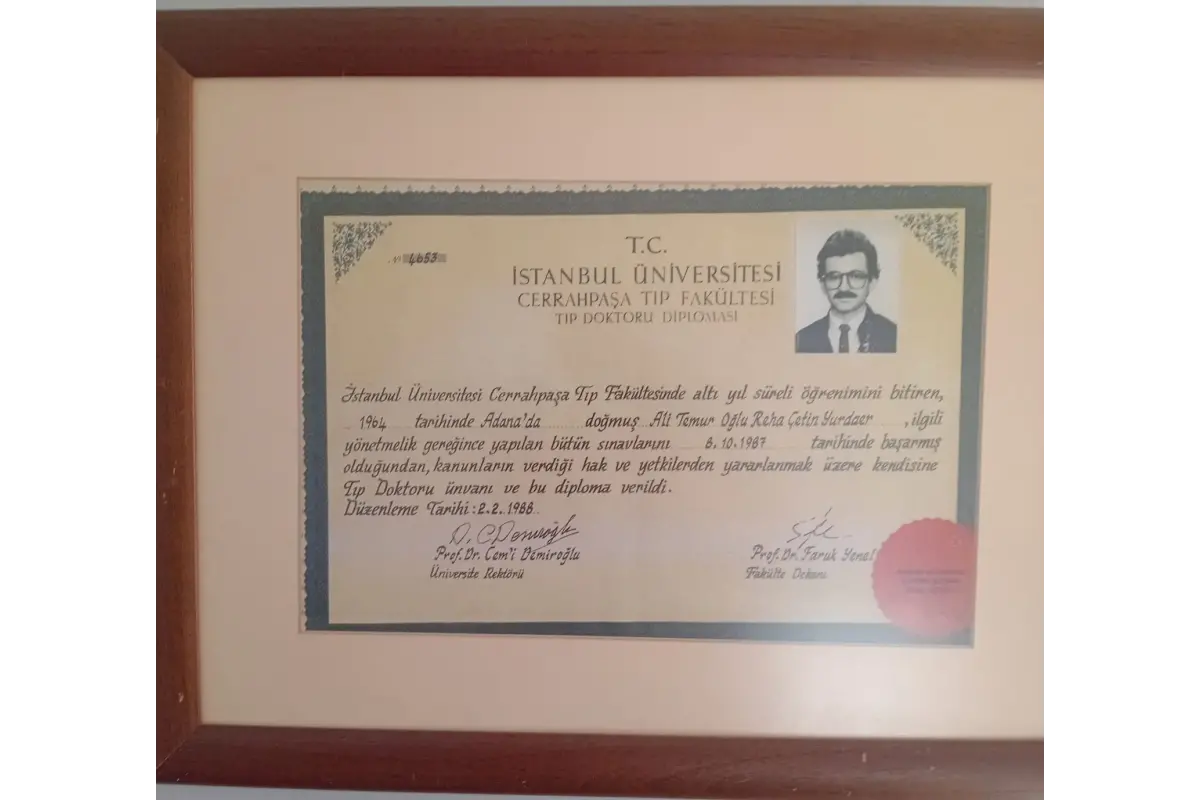 Nº 4653
T.C.
İSTANBUL ÜNİVERSİTESİ
CERRAHPAŞA TIP FAKÜLTESİ
TIP DOKTORU DİPLOMASI
İstanbul Üniversitesi Cerrahpaşa Tıp Fakültesinde altı yıl süreli öğrenimini bitiren,
1964 tarihinde Adana'da doğmuş Ali Temur Oğlu Reha Çetin Yurdaer, ilgili
yönetmelik gereğince yapılan bütün sınavlarını 6.10.1987 tarihinde başarmış
olduğundan, kanunların verdiği hak ve yetkilerden yararlanmak üzere kendisine
Tıp Doktoru ünvanı ve bu diploma verildi.
Düzenleme Tarihi: 2.2.1988
Prof. Dr. Cem'i Demiroğlu
Üniversite Rektörü
Prof. Dr. Faruk Yenal
Fakülte Dekanı